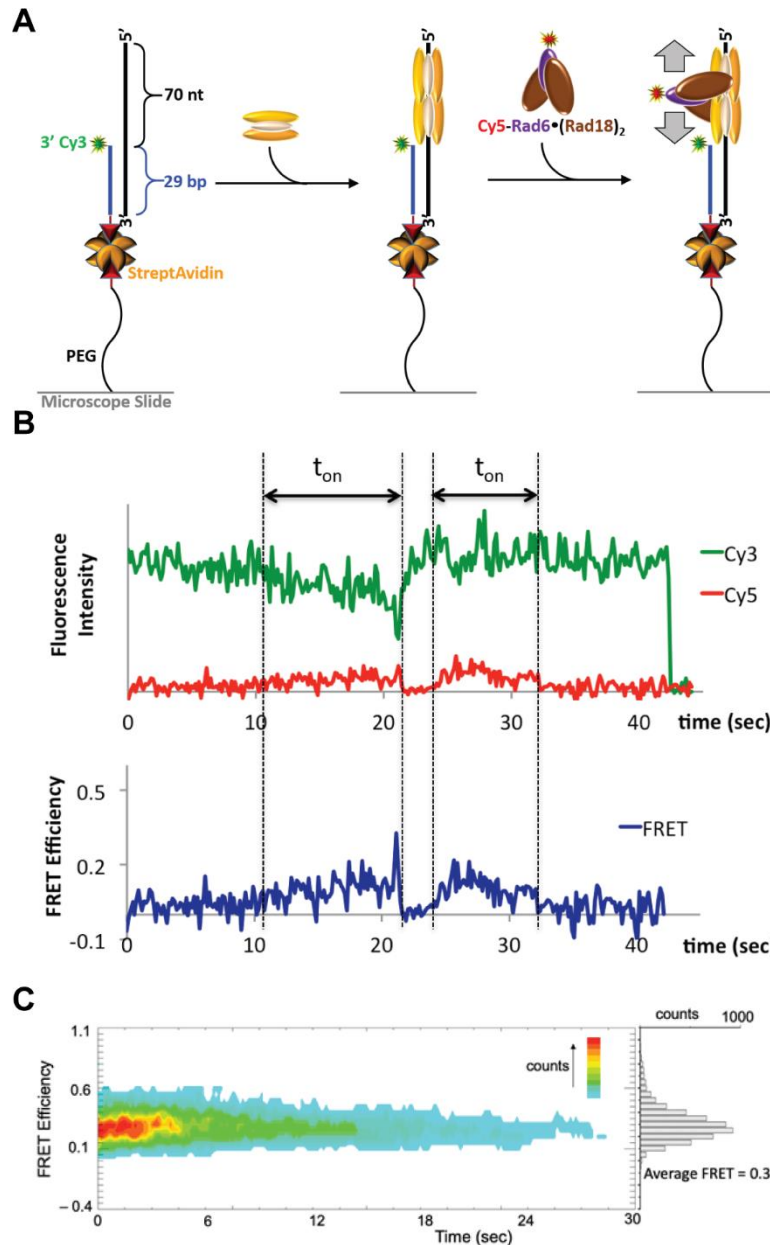 A
5’
5’
5’
70 nt
3’ Cy3
Cy5-Rad6•(Rad18)2
29 bp
3’
3’
3’
StreptAvidin
PEG
Microscope Slide
B
ton
ton
Fluorescence
Intensity
Cy3
Cy5
0
10
20
30
40
time (sec)
FRET Efficiency
0.5
0.2
-0.1
FRET
0
10
20
30
40
time (sec
C
counts
1000
FRET Efficiency
1.1
0.6
0.1
– 0.4
counts
Average FRET = 0.3
0
6
12
18
24
30
Time (sec)